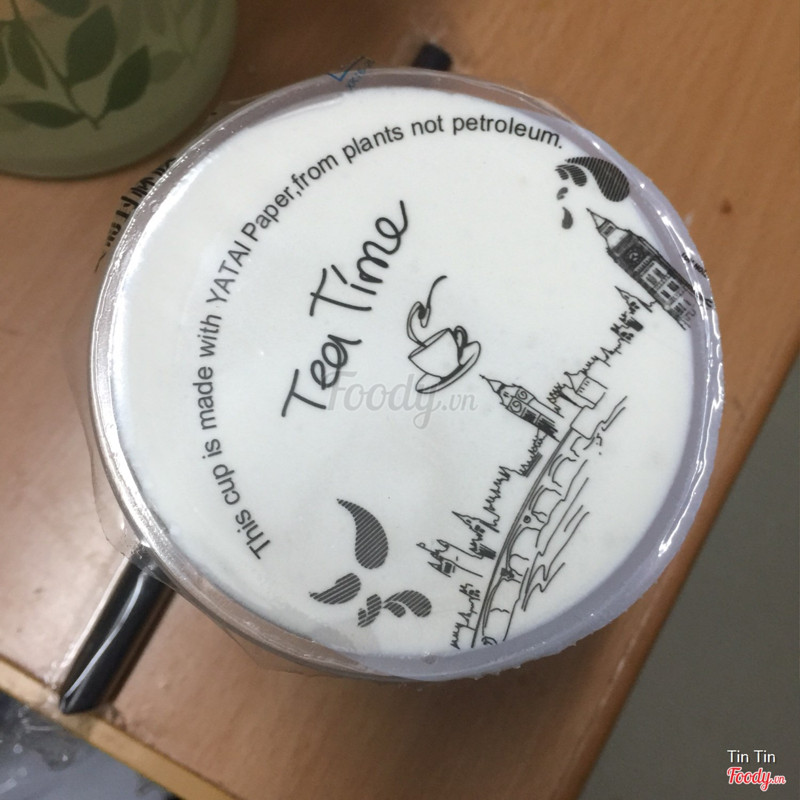 This cup is made with YATAI Paper,from plants not petroleum.
Tea Time
Foody.vn
Tin Tin
Foody.vn